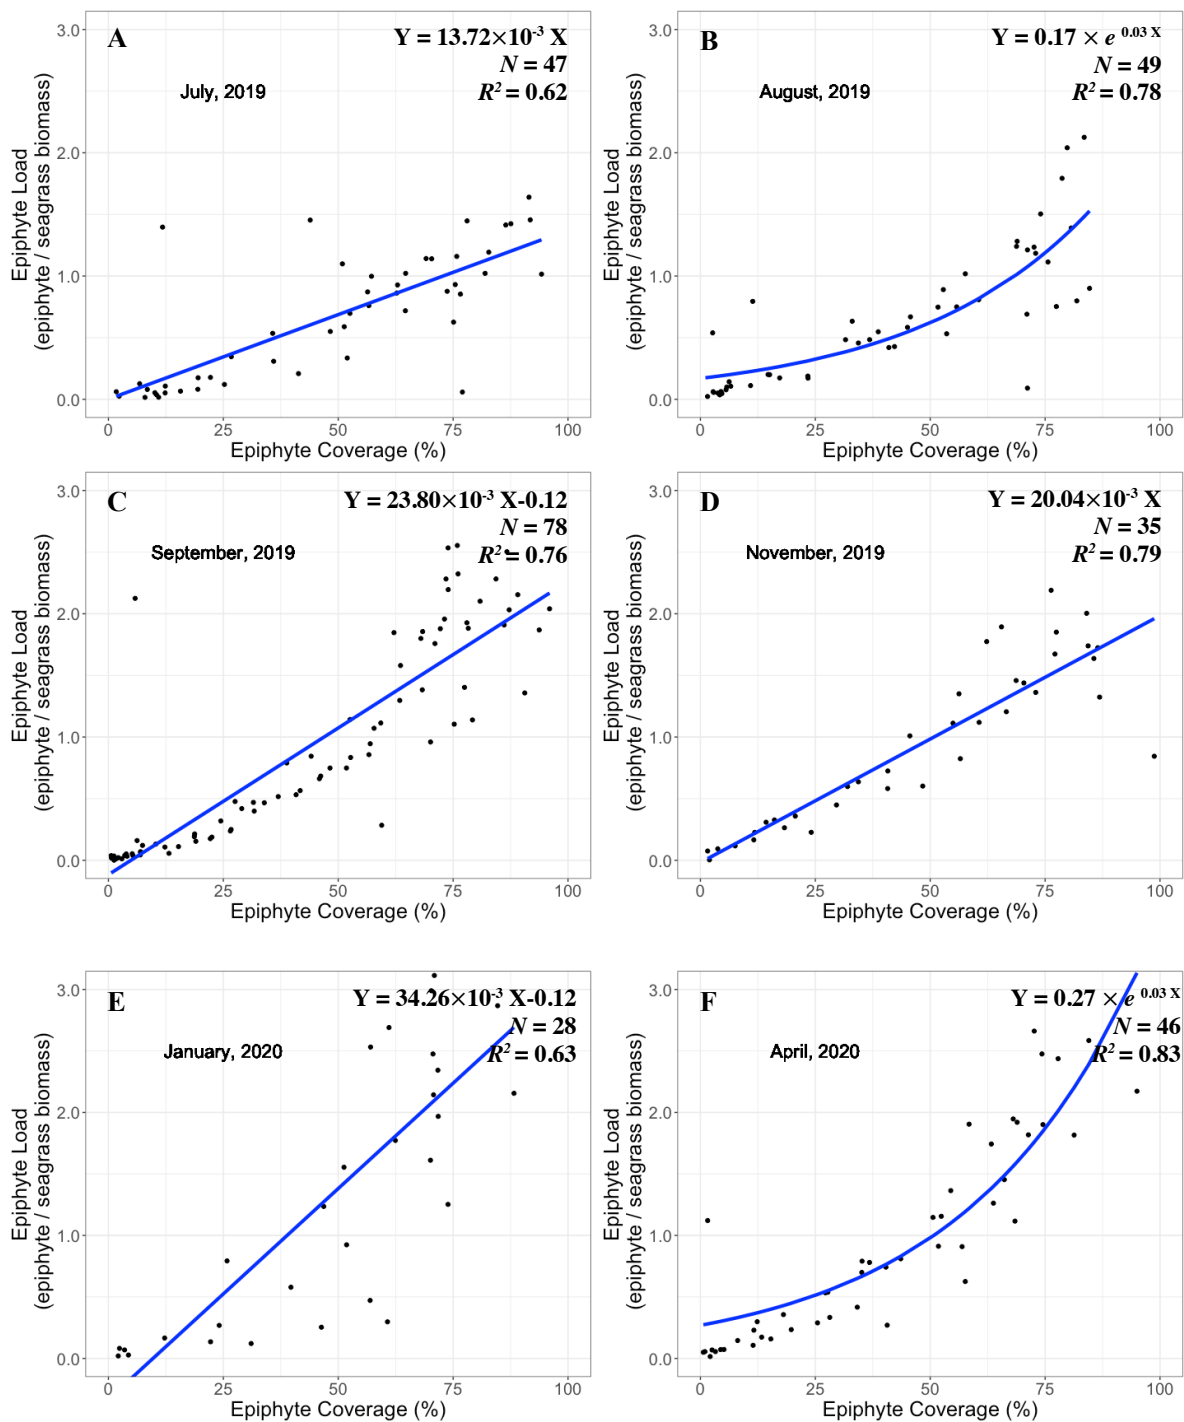 A
Y = 13.72×10-3 X
N = 47
R2 = 0.62
July, 2019
3.0
2.0
1.0
0.0
0 25 50 75 100
Epiphyte Coverage (%)
Epiphyte Load
(epiphyte / seagrass biomass)
B
Y = 0.17 × e 0.03 X
N = 49
R2 = 0.78
August, 2019
3.0
2.0
1.0
0.0
0 25 50 75 100
Epiphyte Coverage (%)
Epiphyte Load
(epiphyte / seagrass biomass)
C
Y = 23.80×10-3 X-0.12
N = 78
R2 = 0.76
September, 2019
3.0
2.0
1.0
0.0
0 25 50 75 100
Epiphyte Coverage (%)
Epiphyte Load
(epiphyte / seagrass biomass)
D
Y = 20.04×10-3 X
N = 35
R2 = 0.79
November, 2019
3.0
2.0
1.0
0.0
0 25 50 75 100
Epiphyte Coverage (%)
Epiphyte Load
(epiphyte / seagrass biomass)
E
Y = 34.26×10-3 X-0.12
N = 28
R2 = 0.63
January, 2020
3.0
2.0
1.0
0.0
0 25 50 75 100
Epiphyte Coverage (%)
Epiphyte Load
(epiphyte / seagrass biomass)
F
Y = 0.27 × e 0.03 X
N = 46
R2 = 0.83
April, 2020
3.0
2.0
1.0
0.0
0 25 50 75 100
Epiphyte Coverage (%)
Epiphyte Load
(epiphyte / seagrass biomass)